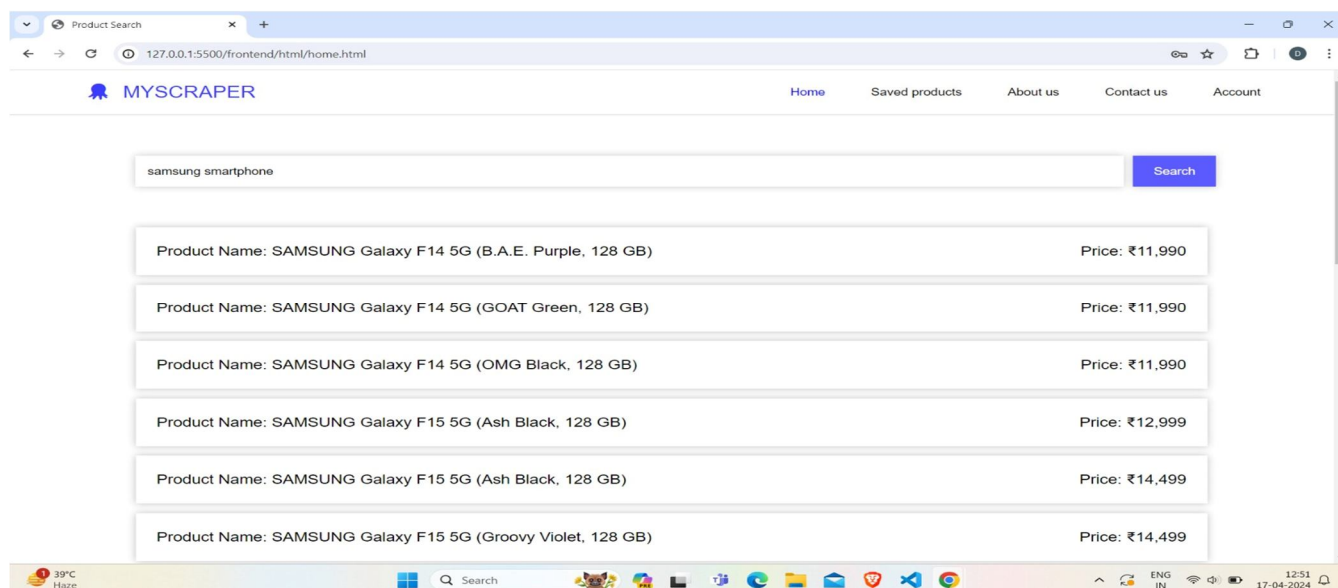 Product Search
127.0.0.1:5500/frontend/html/home.html
D
MYSCRAPER
Home Saved products About us Contact us Account
samsung smartphone Search
Product Name: SAMSUNG Galaxy F14 5G (B.A.E. Purple, 128 GB) Price: ₹11,990
Product Name: SAMSUNG Galaxy F14 5G (GOAT Green, 128 GB) Price: ₹11,990
Product Name: SAMSUNG Galaxy F14 5G (OMG Black, 128 GB) Price: ₹11,990
Product Name: SAMSUNG Galaxy F15 5G (Ash Black, 128 GB) Price: ₹12,999
Product Name: SAMSUNG Galaxy F15 5G (Ash Black, 128 GB) Price: ₹14,499
Product Name: SAMSUNG Galaxy F15 5G (Groovy Violet, 128 GB) Price: ₹14,499
1 39°C Search PRE ENG 12:51
Haze IN 17-04-2024